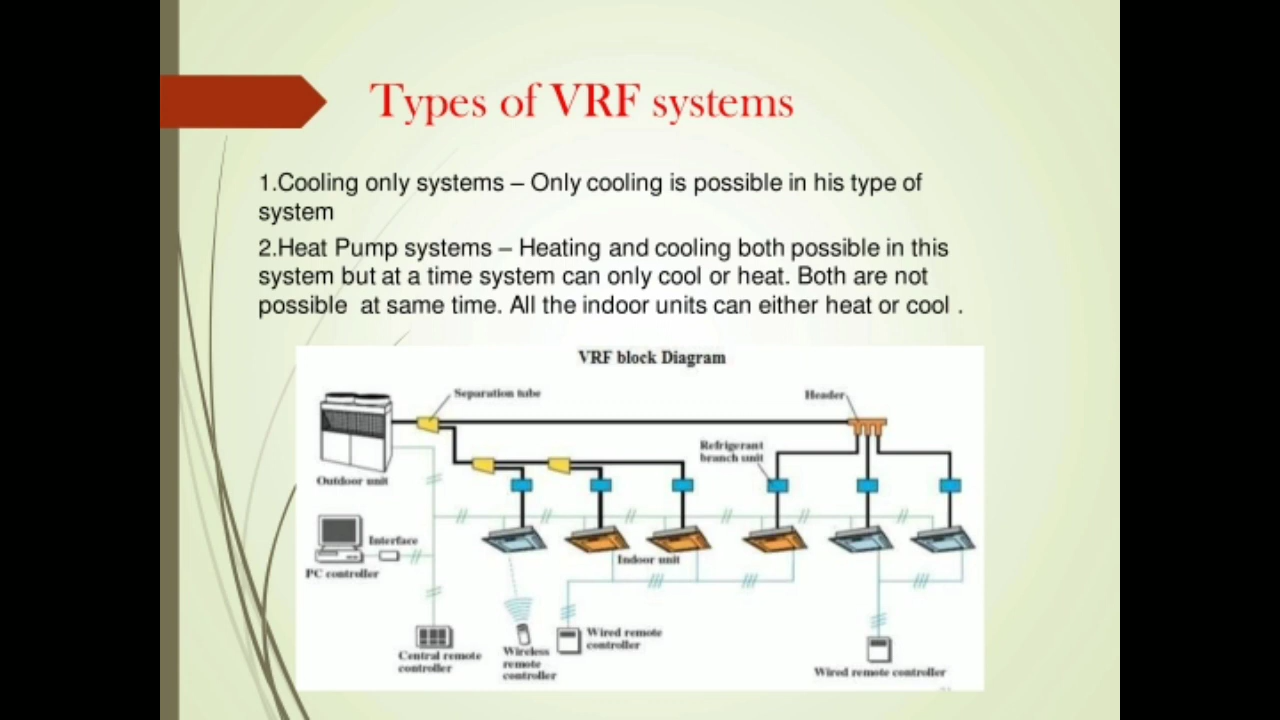 Types of VRF systems
1.Cooling only systems – Only cooling is possible in his type of
system
2.Heat Pump systems – Heating and cooling both possible in this
system but at a time system can only cool or heat. Both are not
possible at same time. All the indoor units can either heat or cool .
VRF block Diagram
Separation tube
Header
Refrigerant
branch unit
Outdoor unit
Interface
PC controller
Indoor unit
Central remote
controller
Wireless
remote
controller
Wired remote
controller
Wired remote controller